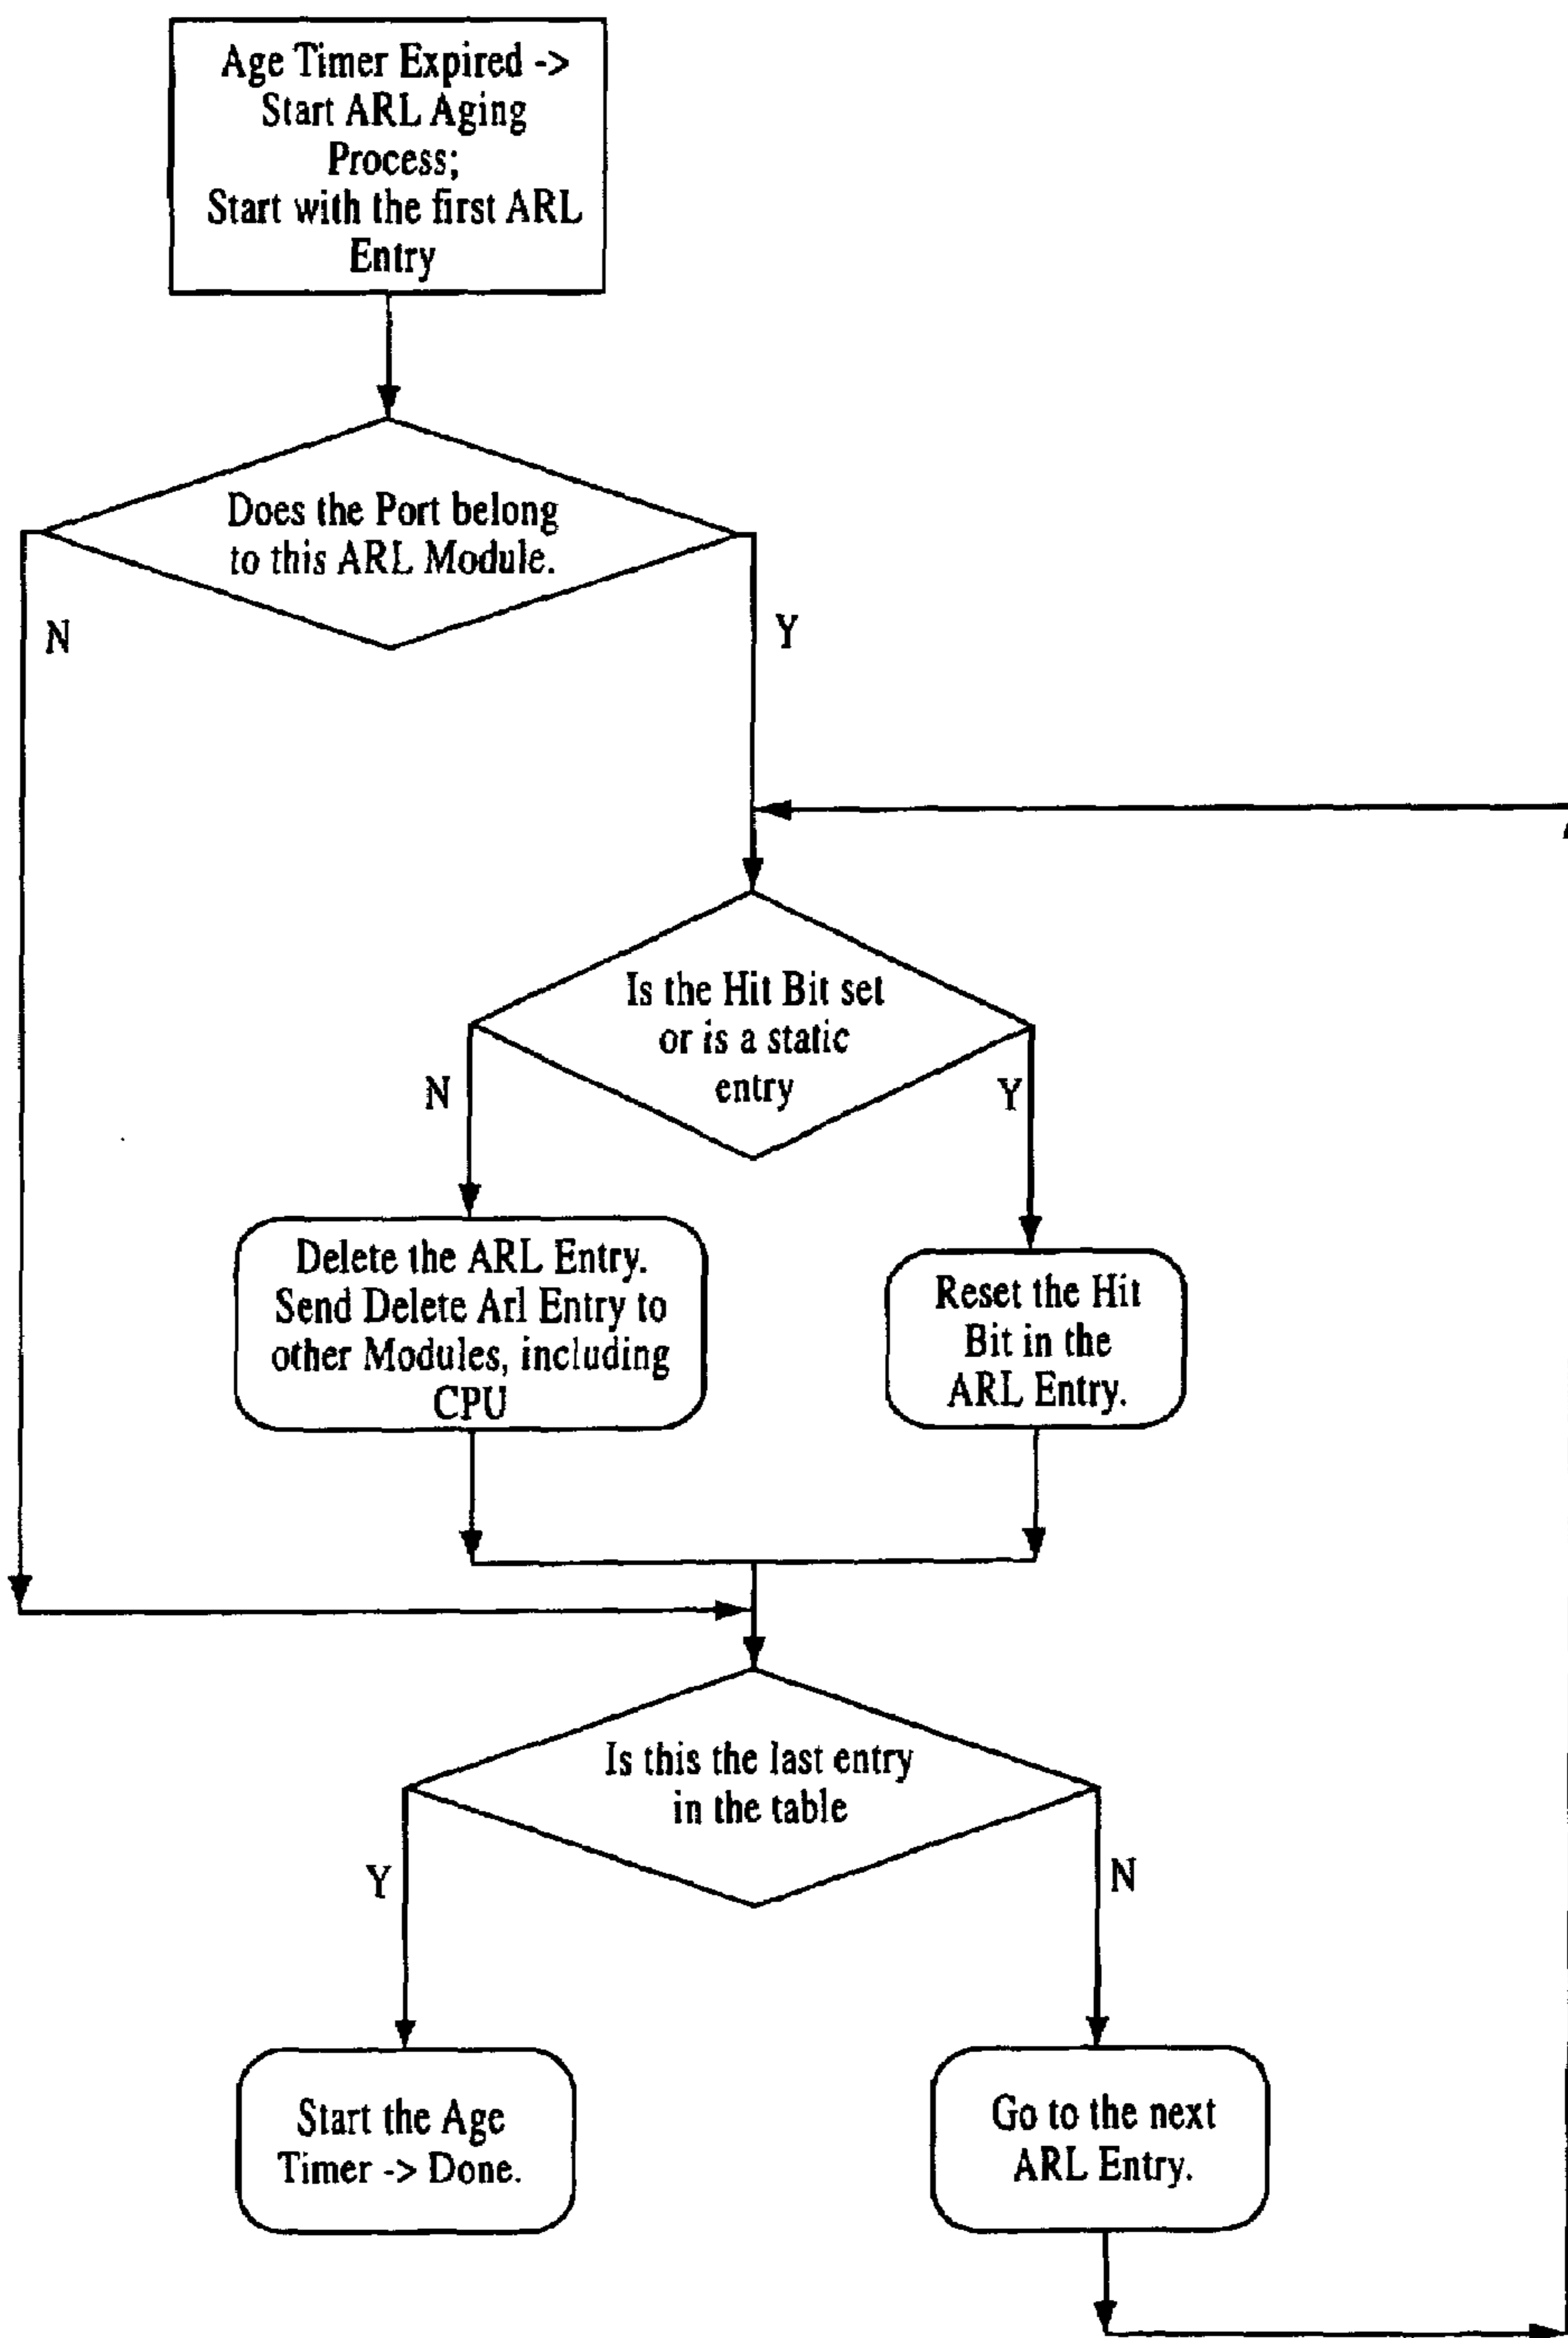 Age Timer Expired ->
Start ARL Aging
Process;
Start with the first ARL
Entry
Does the Port belong
to this ARL Module.
N
Y
Is the Hit Bit set
or is a static
entry
N
Y
Delete the ARL Entry.
Send Delete Arl Entry to
other Modules, including
CPU
Reset the Hit
Bit in the
ARL Entry.
Is this the last entry
in the table
Y
N
Start the Age
Timer -> Done.
Go to the next
ARL Entry.